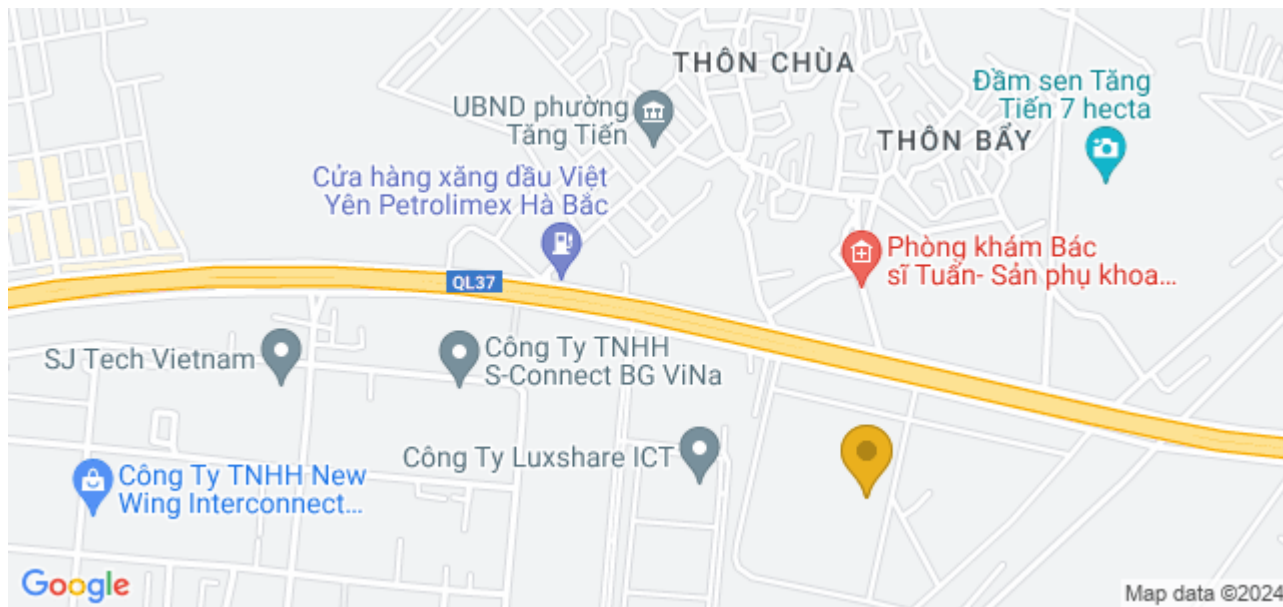 THÔN CHÙA
Đầm sen Tăng
Tiến 7 hecta
UBND phường
Tăng Tiến
THÔN BẨY
Cửa hàng xăng dầu Việt
Yên Petrolimex Hà Bắc
Phòng khám Bác
sĩ Tuấn- Sản phụ khoa...
QL37
SJ Tech Vietnam
Công Ty TNHH
S-Connect BG ViNa
Công Ty Luxshare ICT
Công Ty TNHH New
Wing Interconnect...
Google
Map data ©2024